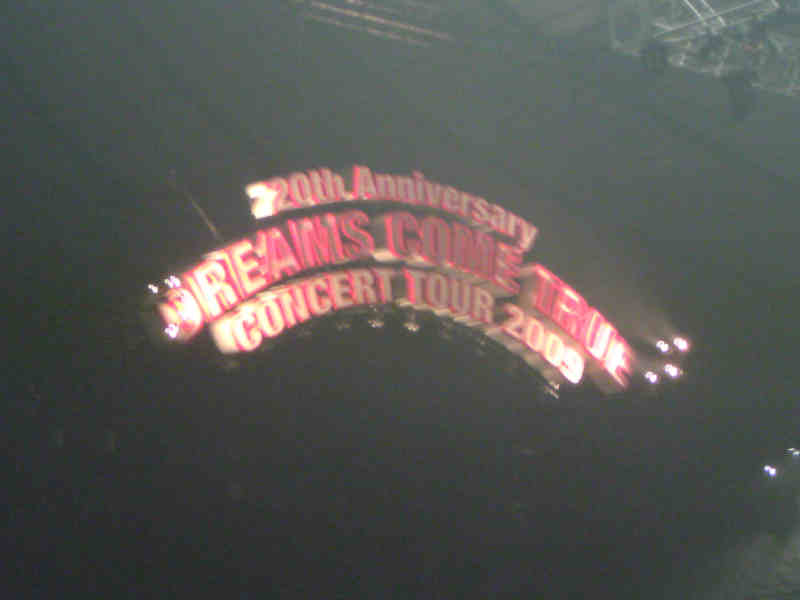 20th Anniversary
DREAMS COME TRUE
CONCERT TOUR 2009